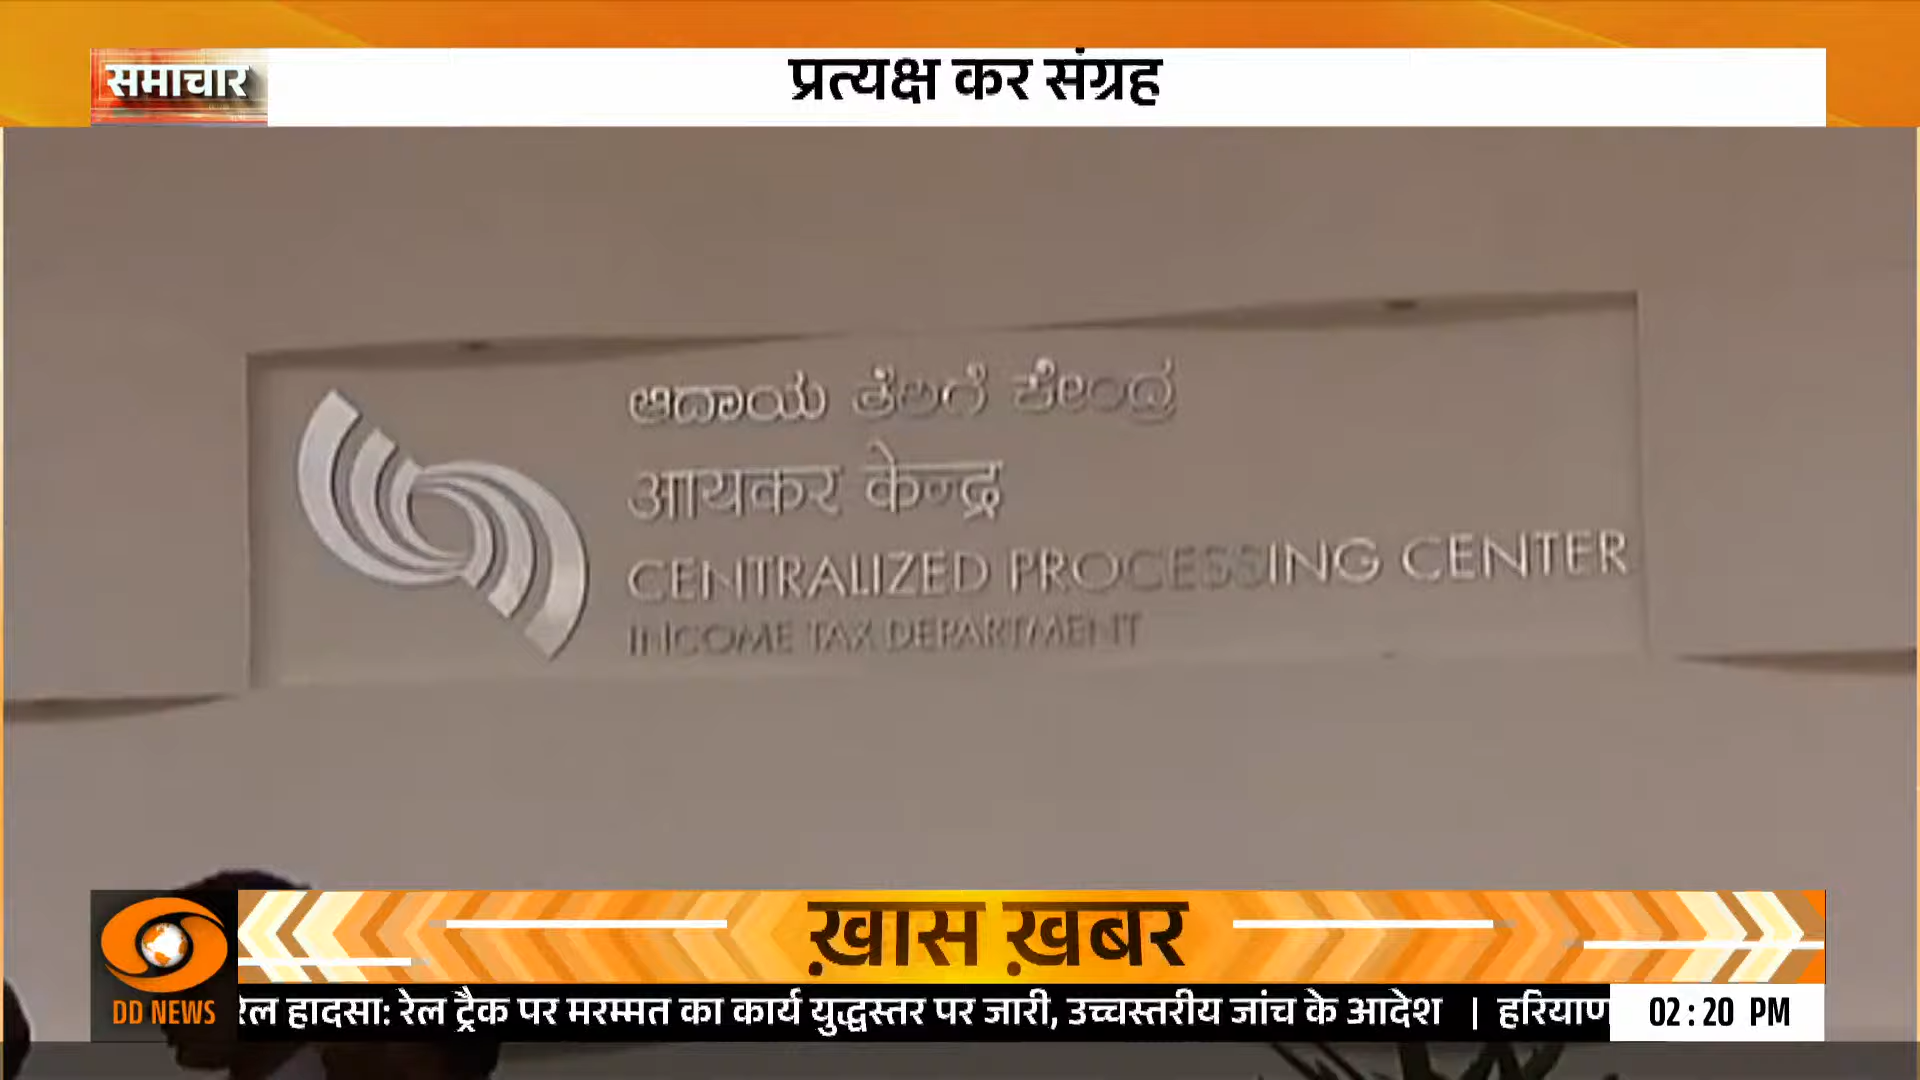 समाचार
प्रत्यक्ष कर संग्रह
ಆದಾಯ ತೆರಿಗೆ ಕೇಂದ್ರ
आयकर केन्द्र
CENTRALIZED PROCESSING CENTER
INCOME TAX DEPARTMENT
ख़ास ख़बर
DD NEWS
रेल हादसा: रेल ट्रैक पर मरम्मत का कार्य युद्धस्तर पर जारी, उच्चस्तरीय जांच के आदेश | हरियाण
02:20 PM